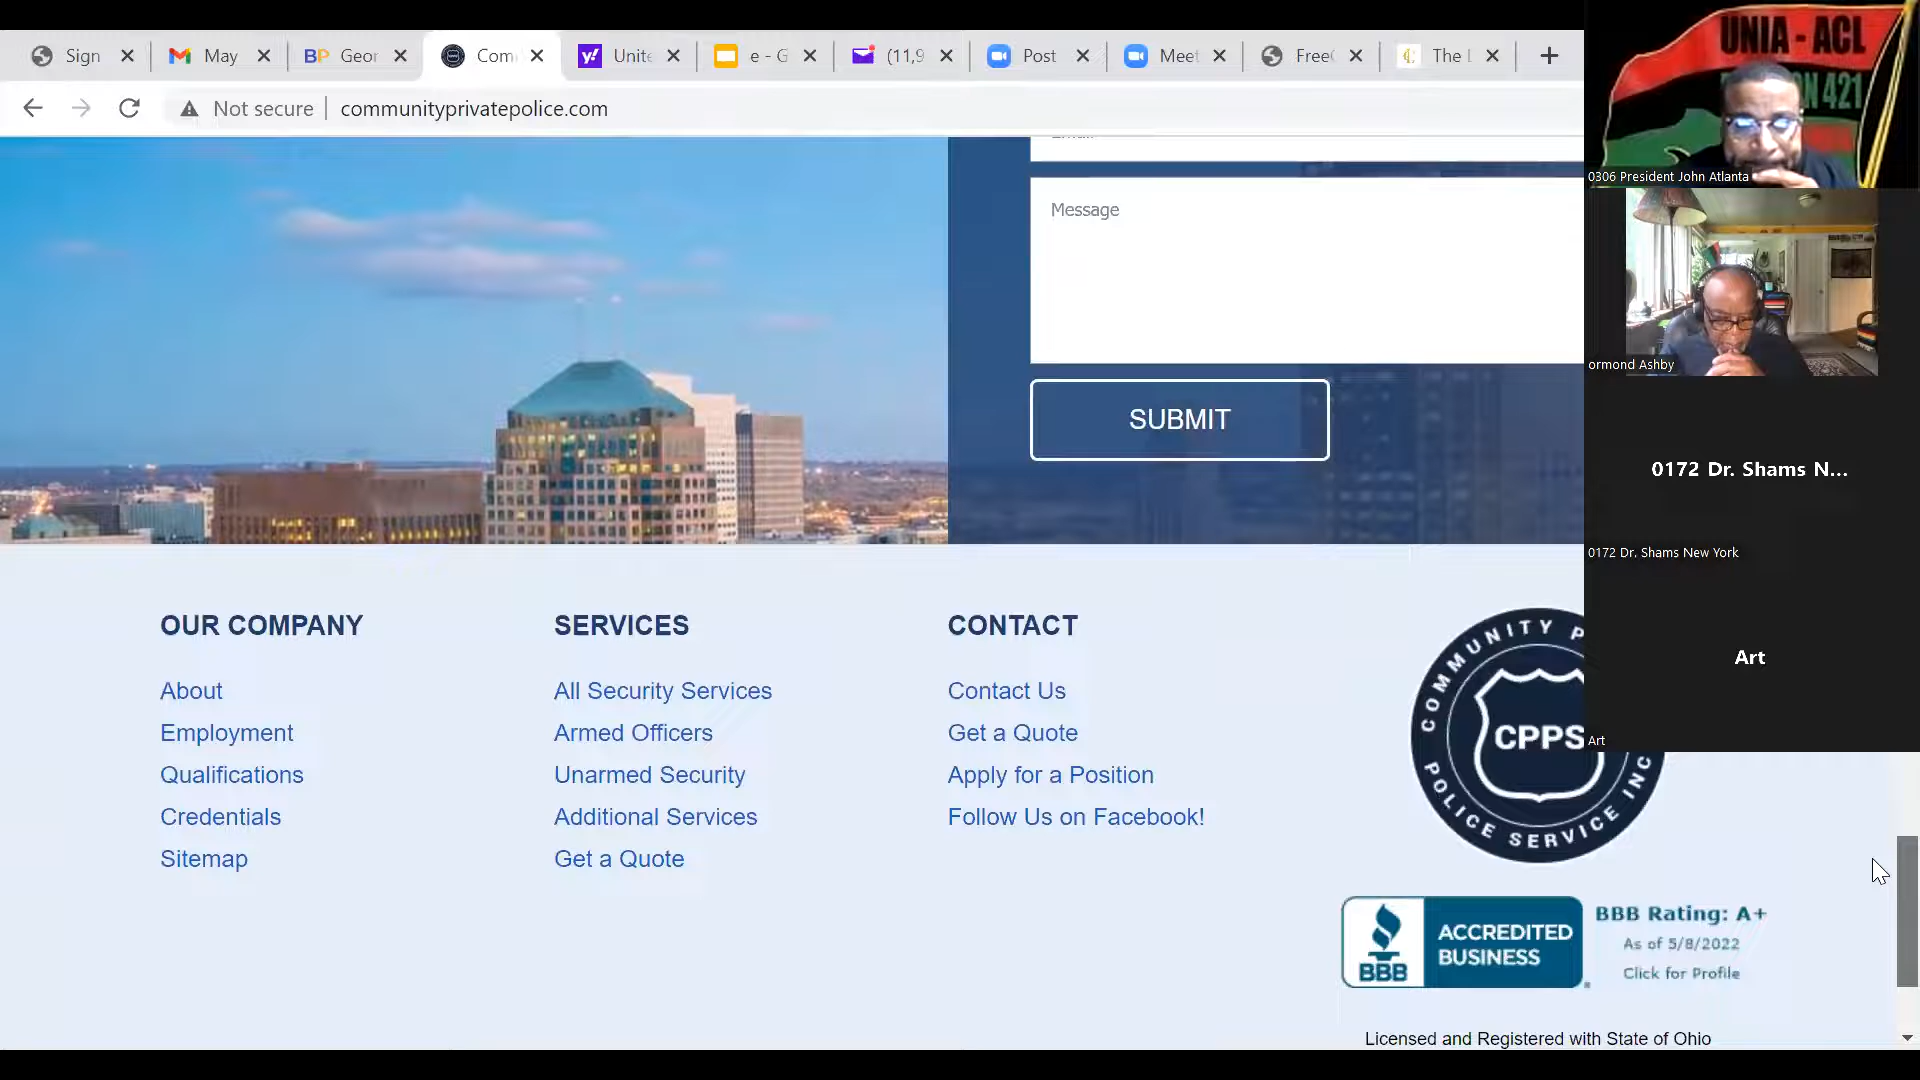 Sign
May
BP Geor
Com
y! Unite
e - G
(11,9
Post
Meet
Free
The
Not secure
communityprivatepolice.com
Message
SUBMIT
OUR COMPANY
About
Employment
Qualifications
Credentials
Sitemap
SERVICES
All Security Services
Armed Officers
Unarmed Security
Additional Services
Get a Quote
CONTACT
Contact Us
Get a Quote
Apply for a Position
Follow Us on Facebook!
COMMUNITY P
CPPS
POLICE SERVICE INC
BBB
ACCREDITED
BUSINESS
BBB Rating: A+
As of 5/8/2022
Click for Profile
Licensed and Registered with State of Ohio
UNIA - ACL
N 421
0306 President John Atlanta
ormond Ashby
0172 Dr. Shams N...
0172 Dr. Shams New York
Art
Art